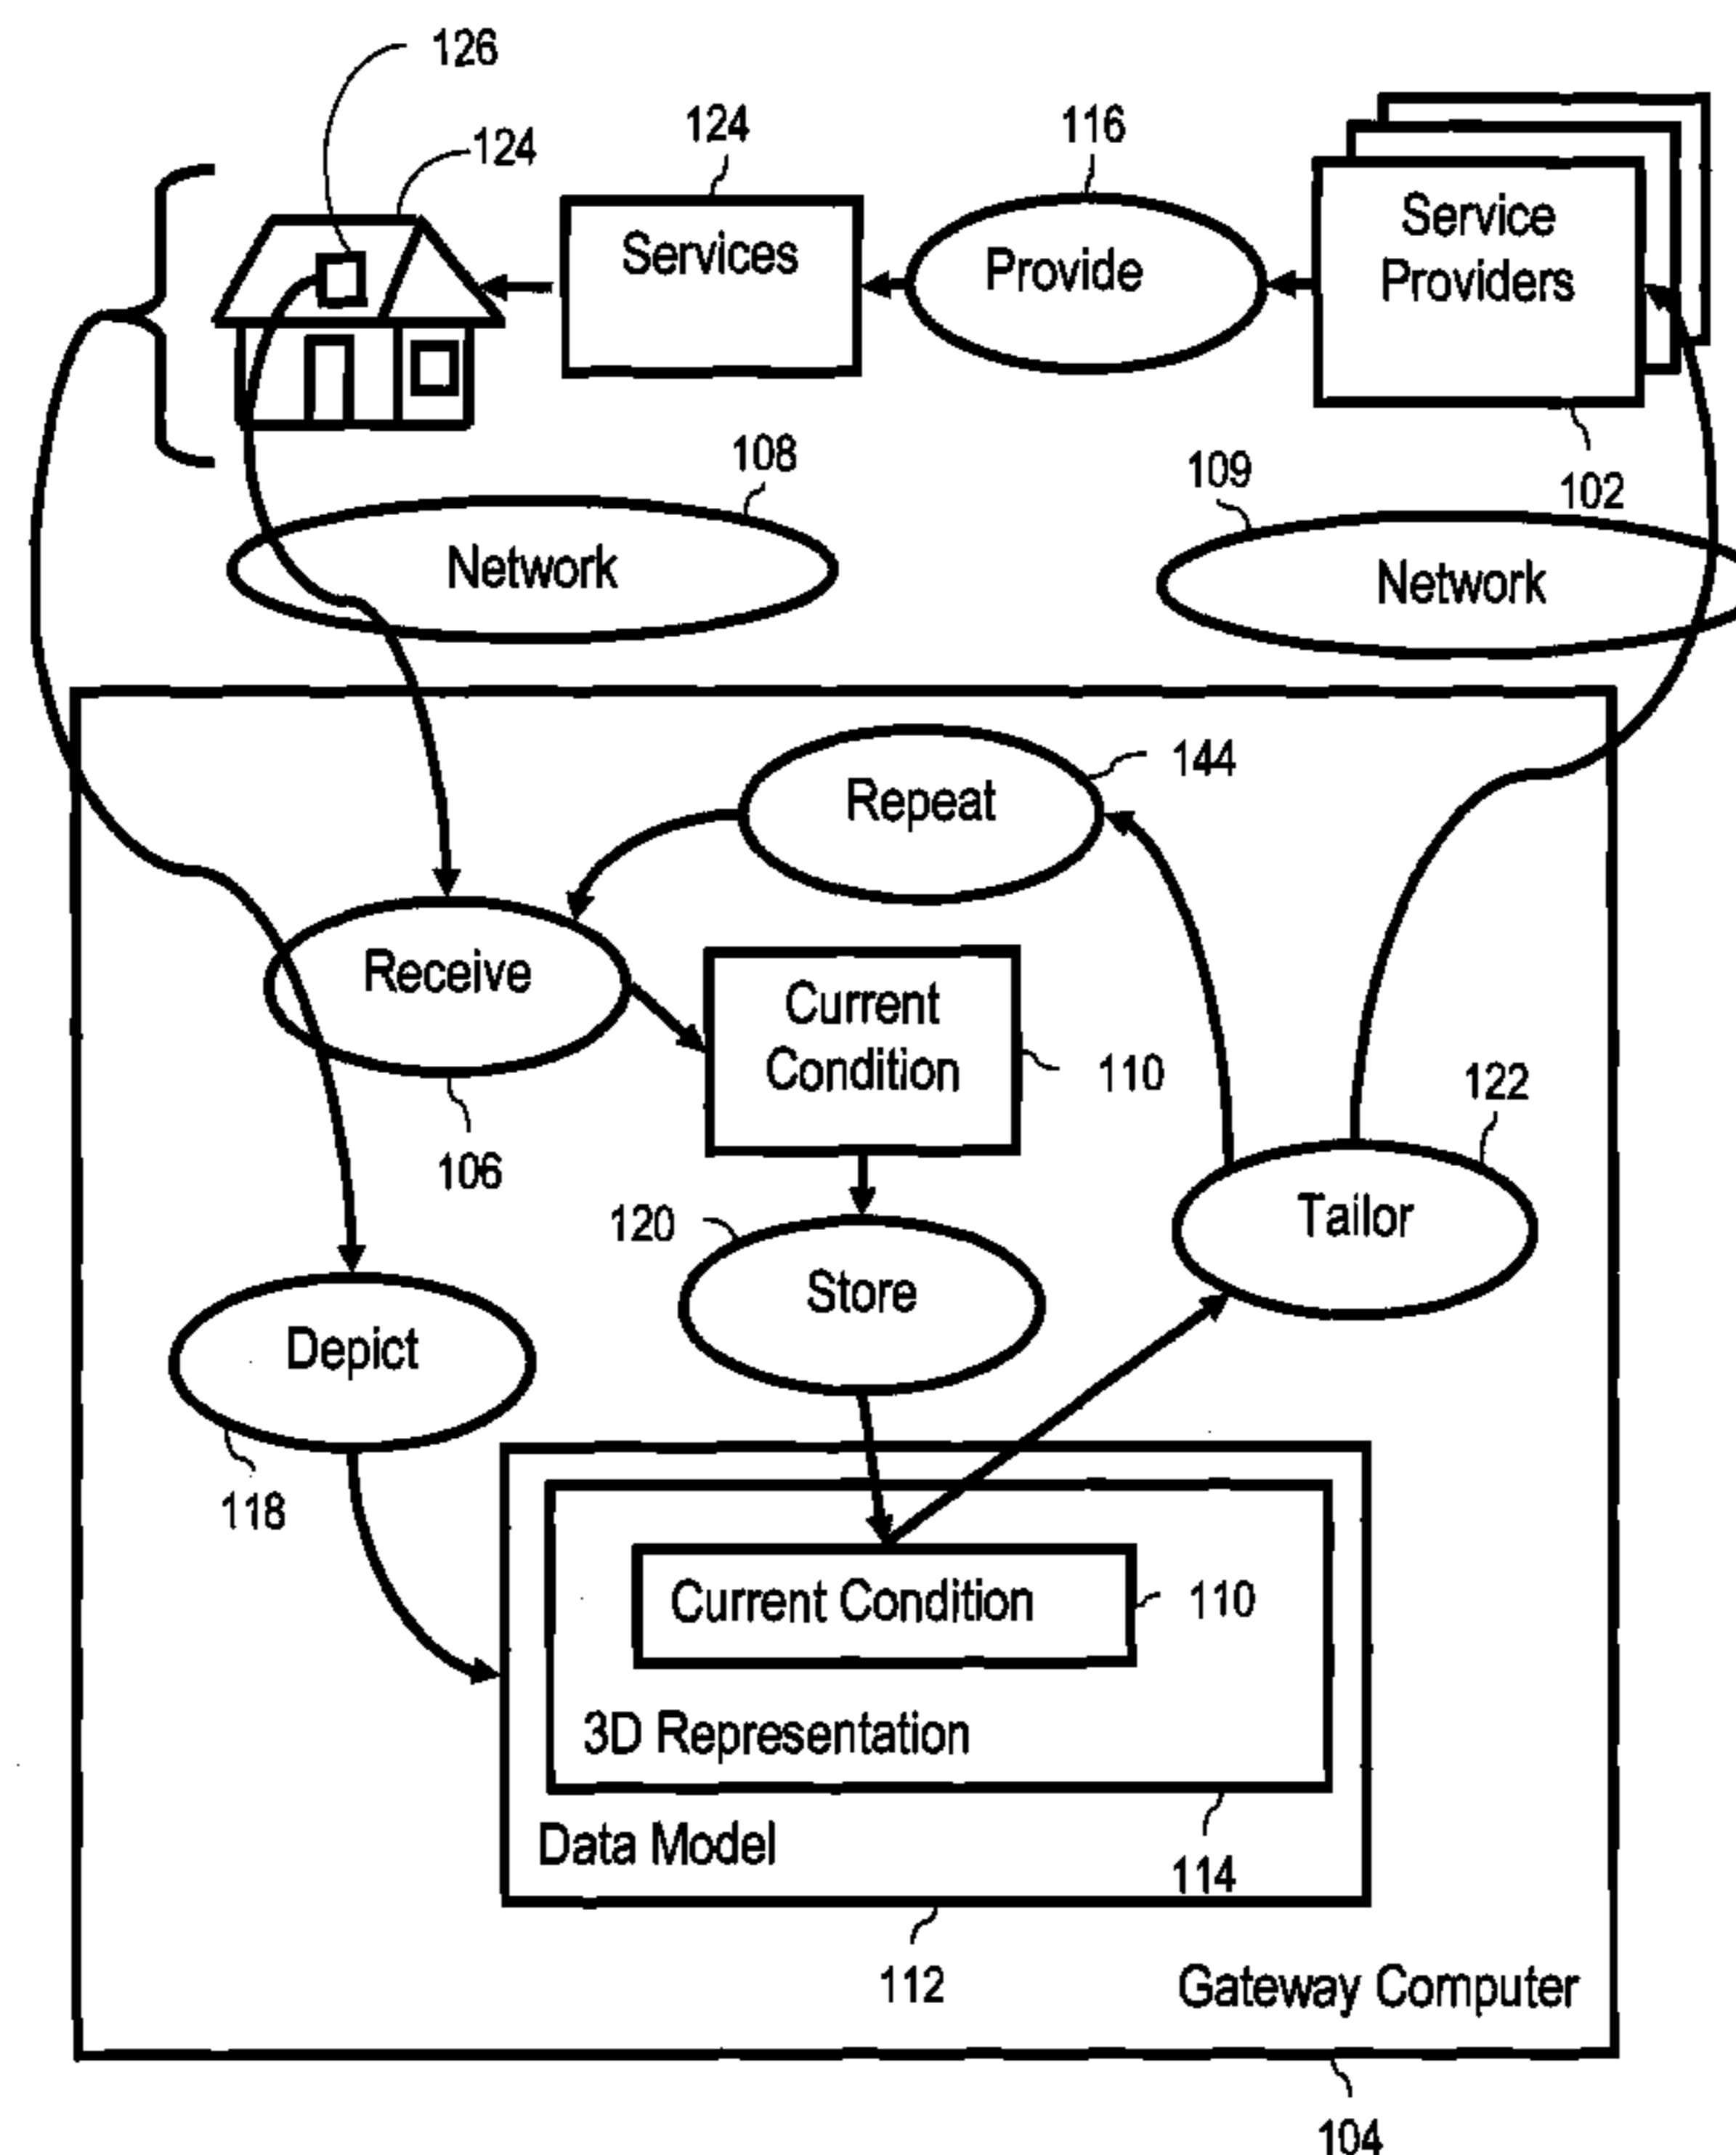 126
124
124
116
Services
Provide
Service
Providers
108
109
102
Network
Network
144
Repeat
Receive
Current
Condition
110
106
122
120
Tailor
Store
Depict
118
Current Condition
110
3D Representation
Data Model
114
112
Gateway Computer
104